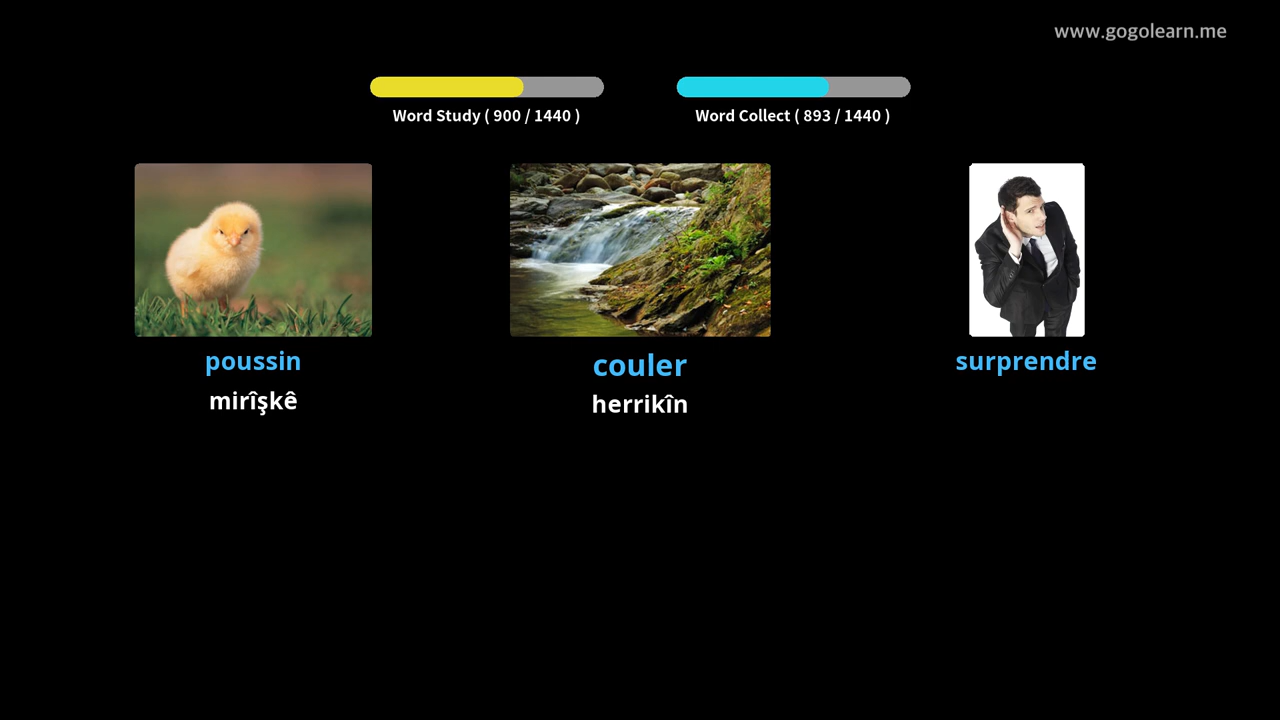 www.gogolearn.me
Word Study ( 900 / 1440 )
Word Collect ( 893 / 1440 )
poussin
mirîşkê
couler
herrikîn
surprendre